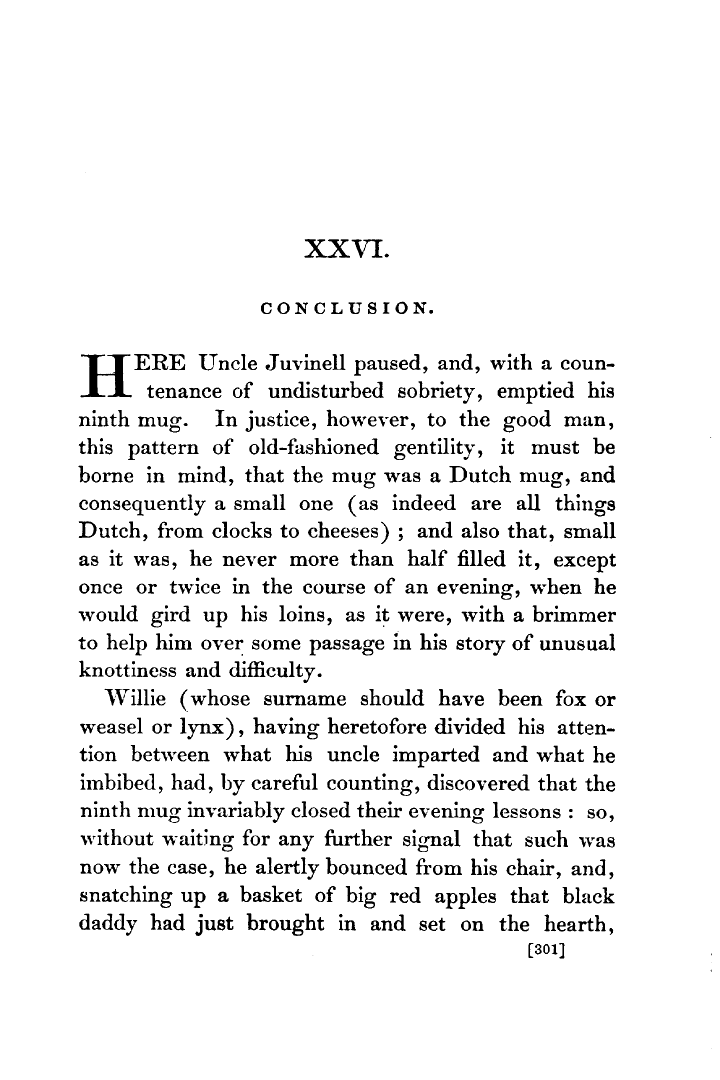 XXVI.
CONCLUSION.
HERE Uncle Juvinell paused, and, with a coun-
tenance of undisturbed sobriety, emptied his
ninth mug. In justice, however, to the good man,
this pattern of old-fashioned gentility, it must be
borne in mind, that the mug was a Dutch mug, and
consequently a small one (as indeed are all things
Dutch, from clocks to cheeses) ; and also that, small
as it was, he never more than half filled it, except
once or twice in the course of an evening, when he
would gird up his loins, as it were, with a brimmer
to help him over some passage in his story of unusual
knottiness and difficulty.
Willie (whose surname should have been fox or
weasel or lynx), having heretofore divided his atten-
tion between what his uncle imparted and what he
imbibed, had, by careful counting, discovered that the
ninth mug invariably closed their evening lessons : so,
without waiting for any further signal that such was
now the case, he alertly bounced from his chair, and,
snatching up a basket of big red apples that black
daddy had just brought in and set on the hearth,
[301]